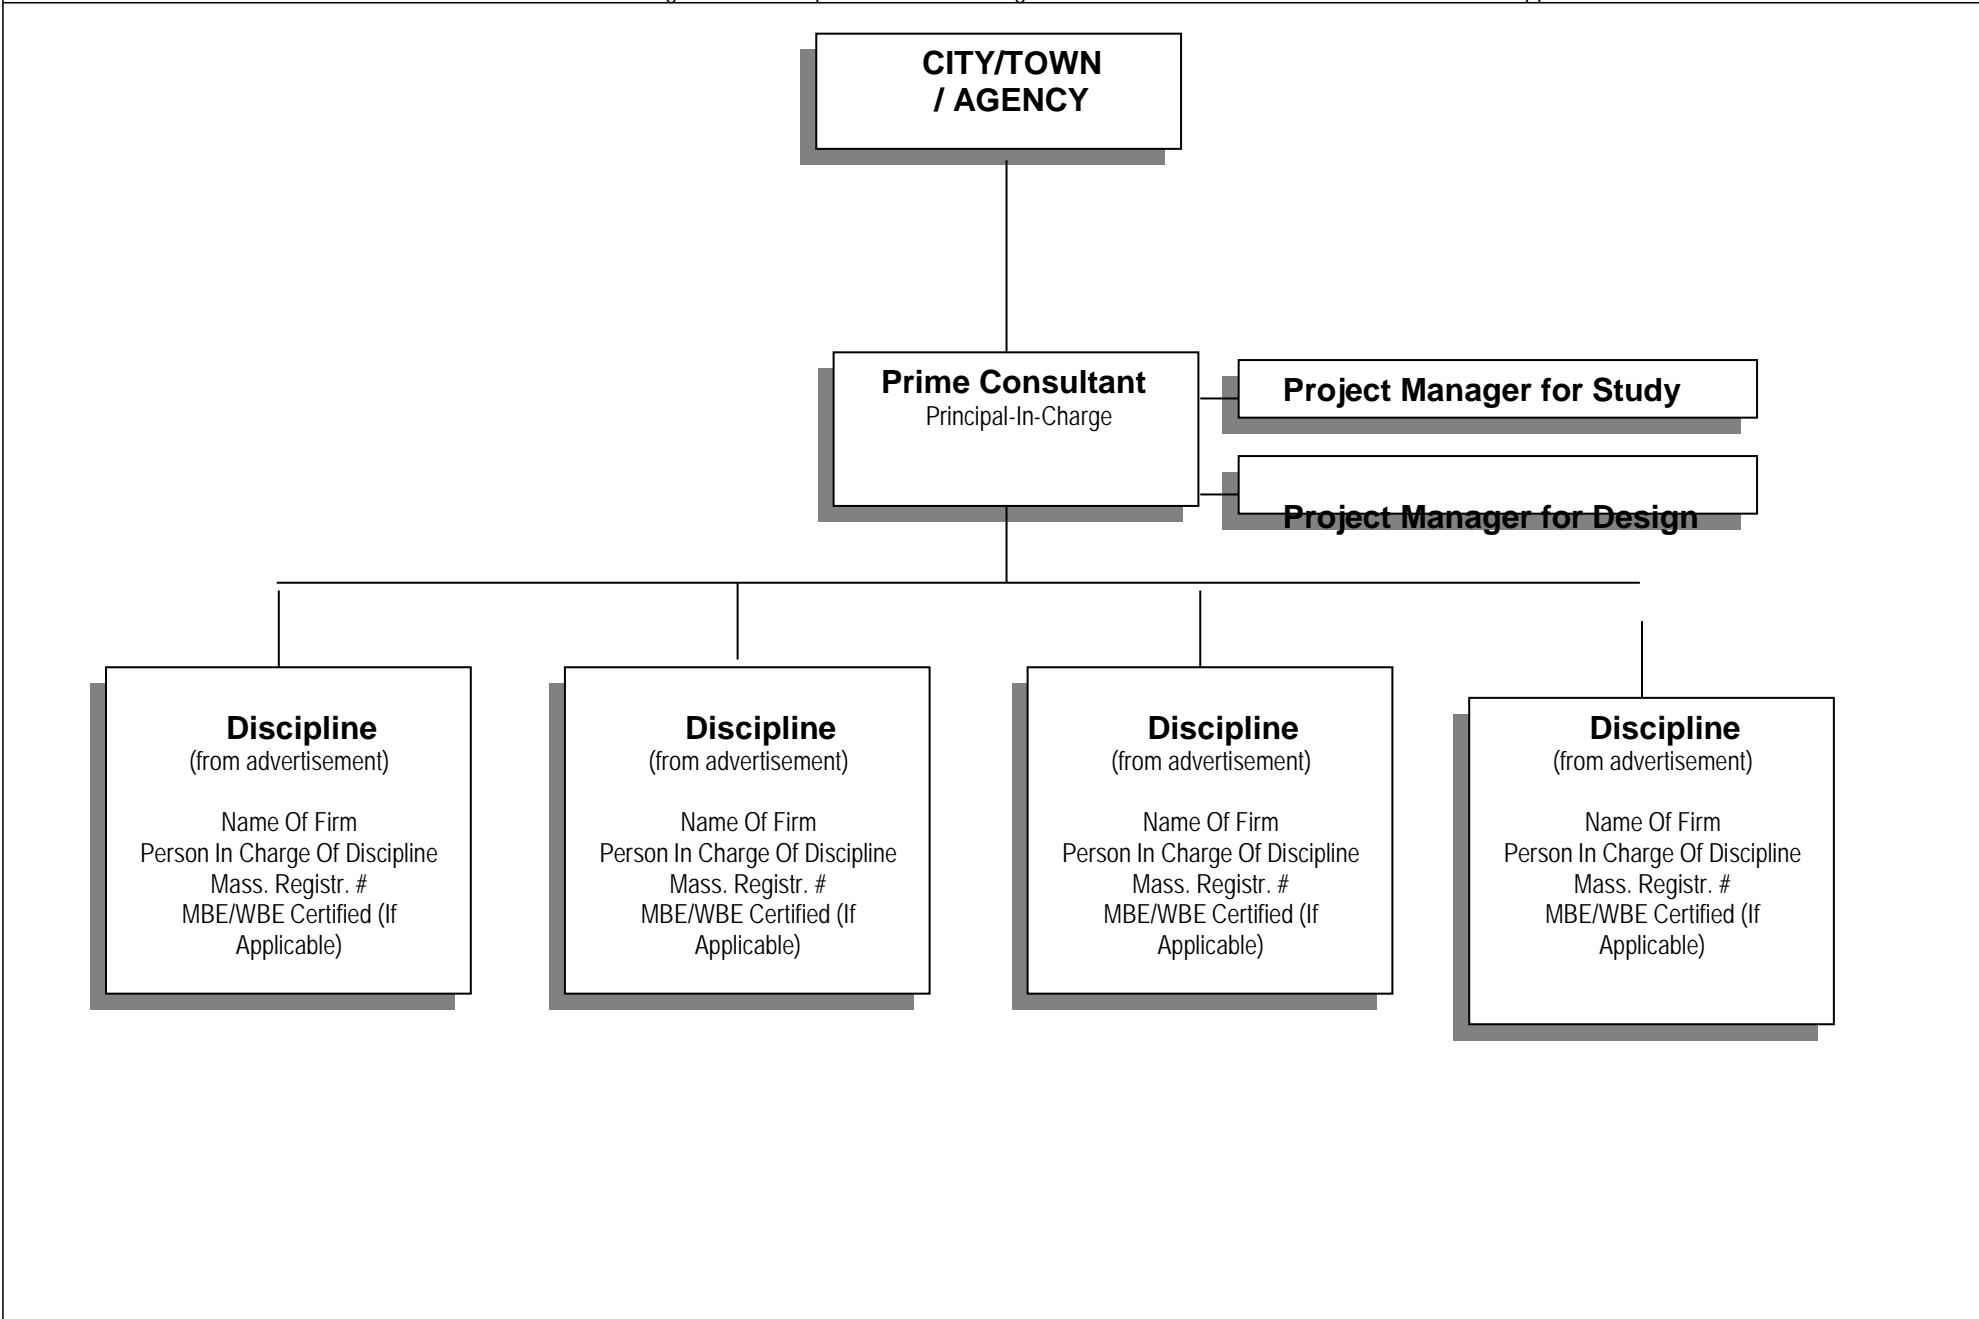 CITY/TOWN
/ AGENCY
Prime Consultant
Principal-In-Charge
Project Manager for Study
Project Manager for Design
Discipline
(from advertisement)
Name Of Firm
Person In Charge Of Discipline
Mass. Registr. #
MBE/WBE Certified (If
Applicable)
Discipline
(from advertisement)
Name Of Firm
Person In Charge Of Discipline
Mass. Registr. #
MBE/WBE Certified (If
Applicable)
Discipline
(from advertisement)
Name Of Firm
Person In Charge Of Discipline
Mass. Registr. #
MBE/WBE Certified (If
Applicable)
Discipline
(from advertisement)
Name Of Firm
Person In Charge Of Discipline
Mass. Registr. #
MBE/WBE Certified (If
Applicable)